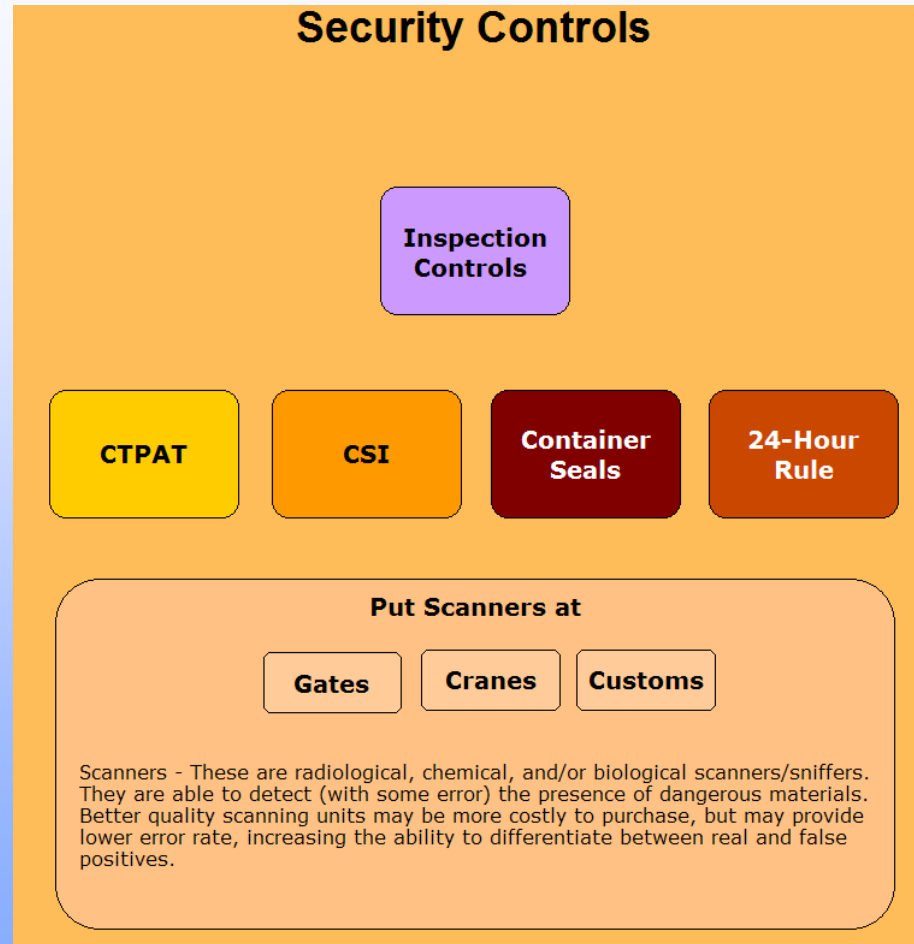 Security Controls
Inspection
Controls
CTPAT
CSI
Container
Seals
24-Hour
Rule
Put Scanners at
Gates
Cranes
Customs
Scanners - These are radiological, chemical, and/or biological scanners/sniffers.
They are able to detect (with some error) the presence of dangerous materials.
Better quality scanning units may be more costly to purchase, but may provide
lower error rate, increasing the ability to differentiate between real and false
positives.